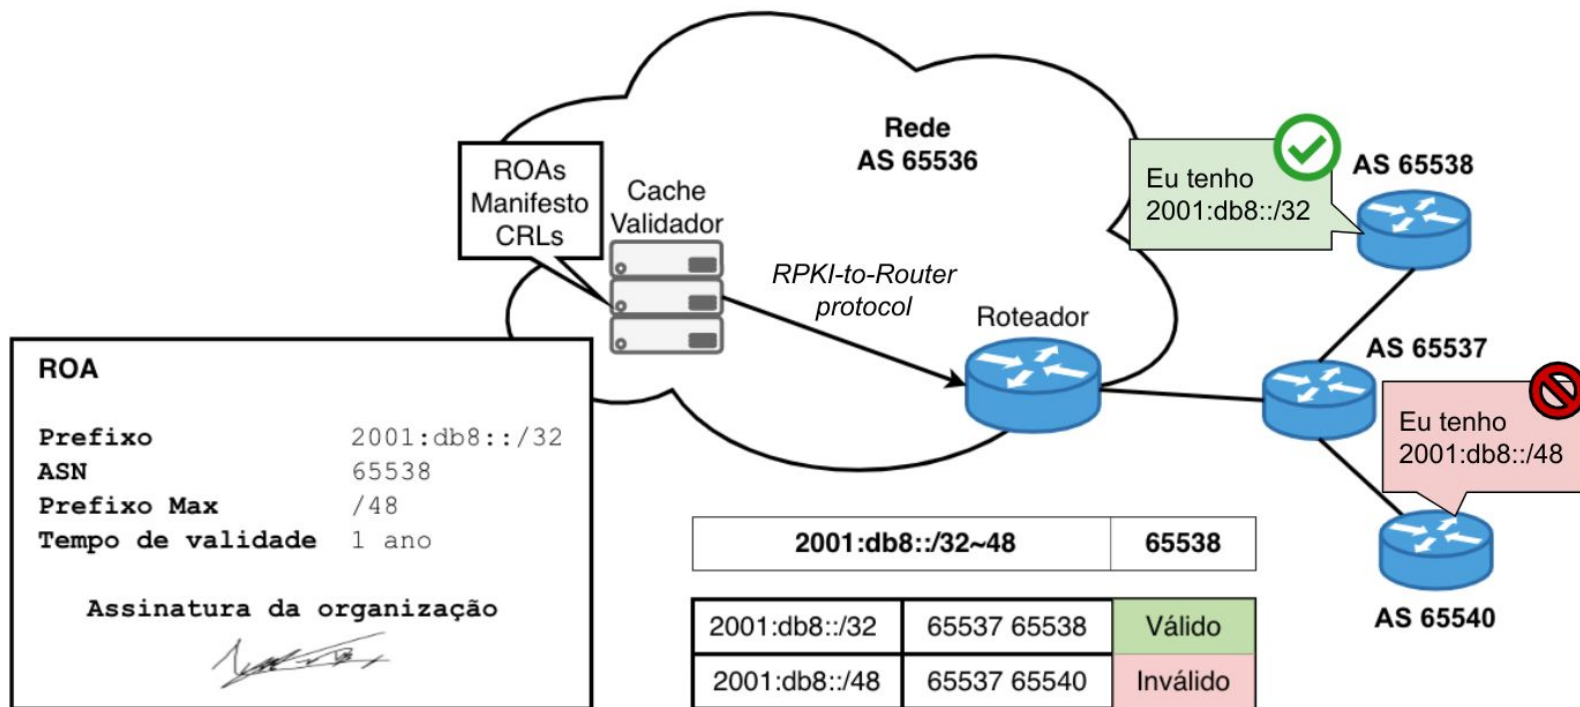 Rede
AS 65536
ROAs
Manifesto
CRLs
Cache
Validador
RPKI-to-Router
protocol
Roteador
Eu tenho
2001:db8::/32
AS 65538
AS 65537
Eu tenho
2001:db8::/48
AS 65540
ROA
Prefixo 2001:db8::/32
ASN 65538
Prefixo Max /48
Tempo de validade 1 ano
Assinatura da organização
2001:db8::/32~48 65538
2001:db8::/32 65537 65538 Válido
2001:db8::/48 65537 65540 Inválido